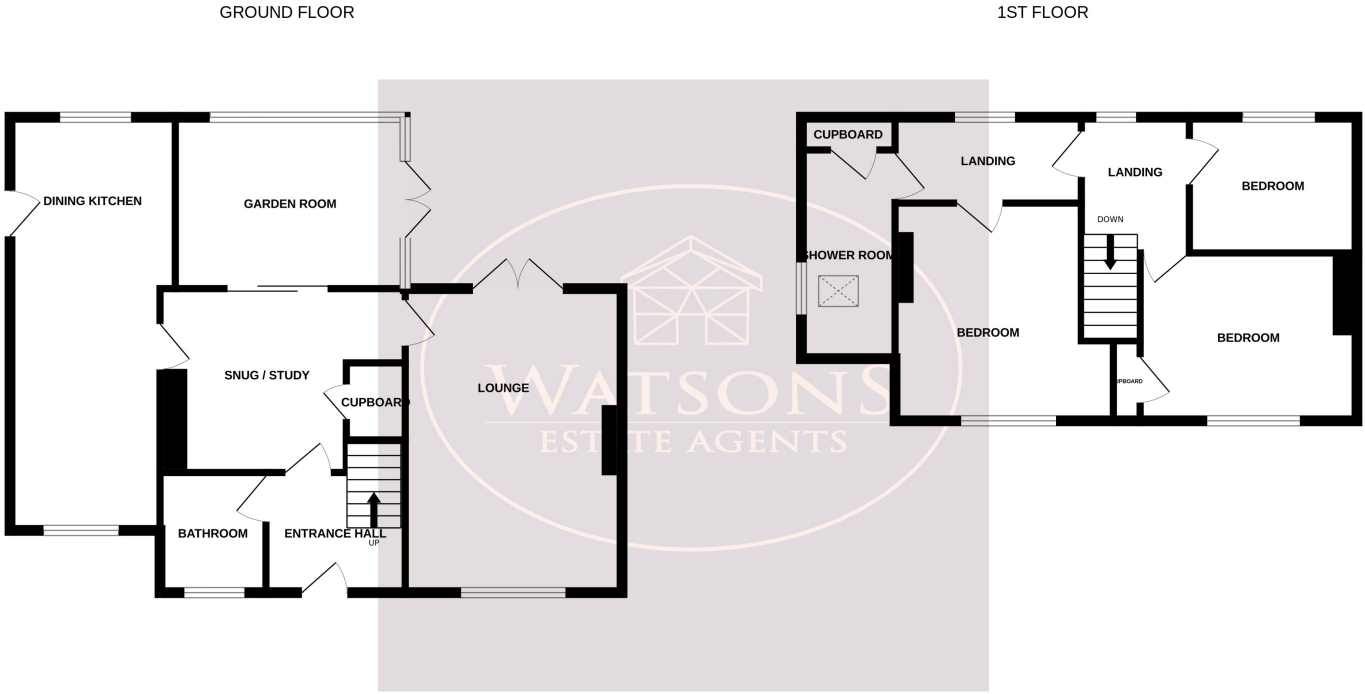 GROUND FLOOR
1ST FLOOR
DINING KITCHEN
GARDEN ROOM
SNUG / STUDY
CUPBOARD
LOUNGE
BATHROOM
ENTRANCE HALL
UP
CUPBOARD
LANDING
LANDING
BEDROOM
DOWN
SHOWER ROOM
BEDROOM
BEDROOM
UPBOARD
WATSONS
ESTATE AGENTS